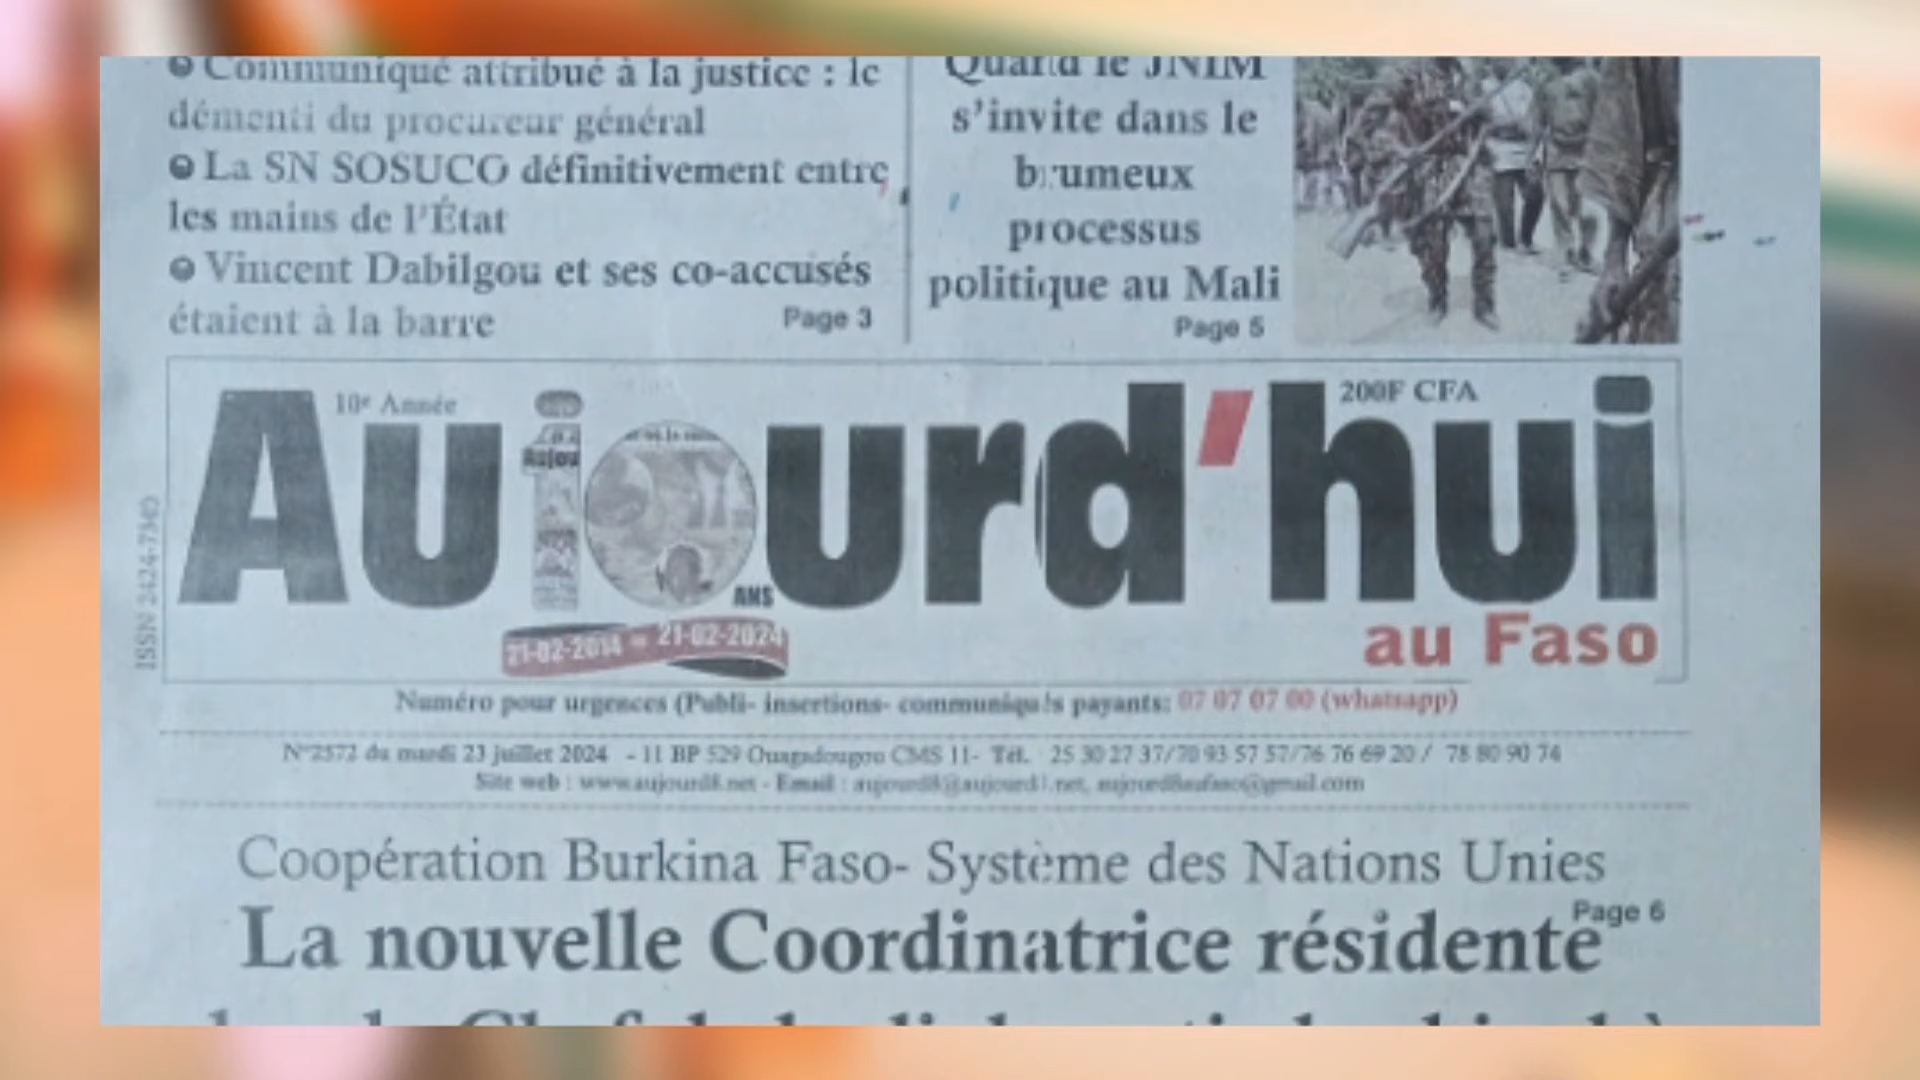 Communiqué attribué à la justice : le
démenti du procureur général
La SN SOSUCO définitivement entre
les mains de l'État
Vincent Dabilgou et ses co-accusés
étaient à la barre
Page 3
Quand le JNIM
s'invite dans le
brumeux
processus
politique au Mali
Page 5
10e Année
200F CFA
Aujourd'hui
ANS
21-02-2014 = 21-02-2024
au Faso
ISSN 2424-7340
Numéro pour urgences (Publi- insertions- communiqués payants: 07 07 07 00 (whatsapp)
N°2572 du mardi 23 juillet 2024 - 11 BP 529 Ouagadougou CMS 11- Tél. 25 30 27 37/70 93 57 57/76 76 69 20 / 78 80 90 74
Site web : www.aujourd8.net - Email : aujourd8@aujourd8.net, aujourd8aufaso@gmail.com
Coopération Burkina Faso- Système des Nations Unies
Page 6
La nouvelle Coordinatrice résidente